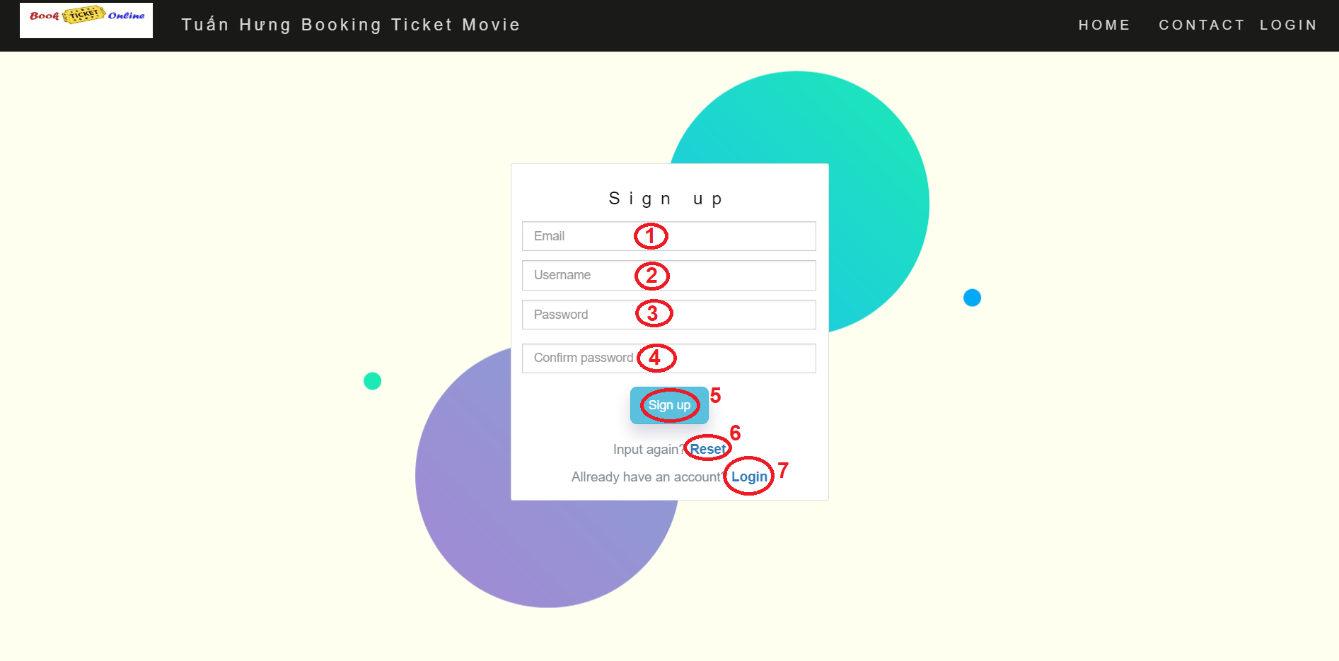 Book TICKET Online
Tuấn Hưng Booking Ticket Movie
HOME CONTACT LOGIN
Sign up
Email 1
Username 2
Password 3
Confirm password 4
Sign up 5
Input again? Reset 6
Allready have an account? Login 7